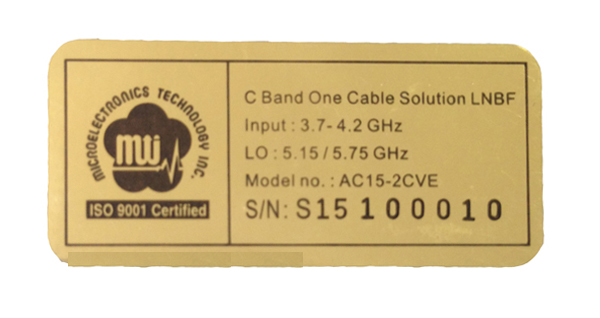 MICROELECTRONICS TECHNOLOGY INC.
mti
ISO 9001 Certified
C Band One Cable Solution LNBF
Input : 3.7- 4.2 GHz
LO : 5.15 / 5.75 GHz
Model no. : AC15-2CVE
S/N: S15100010